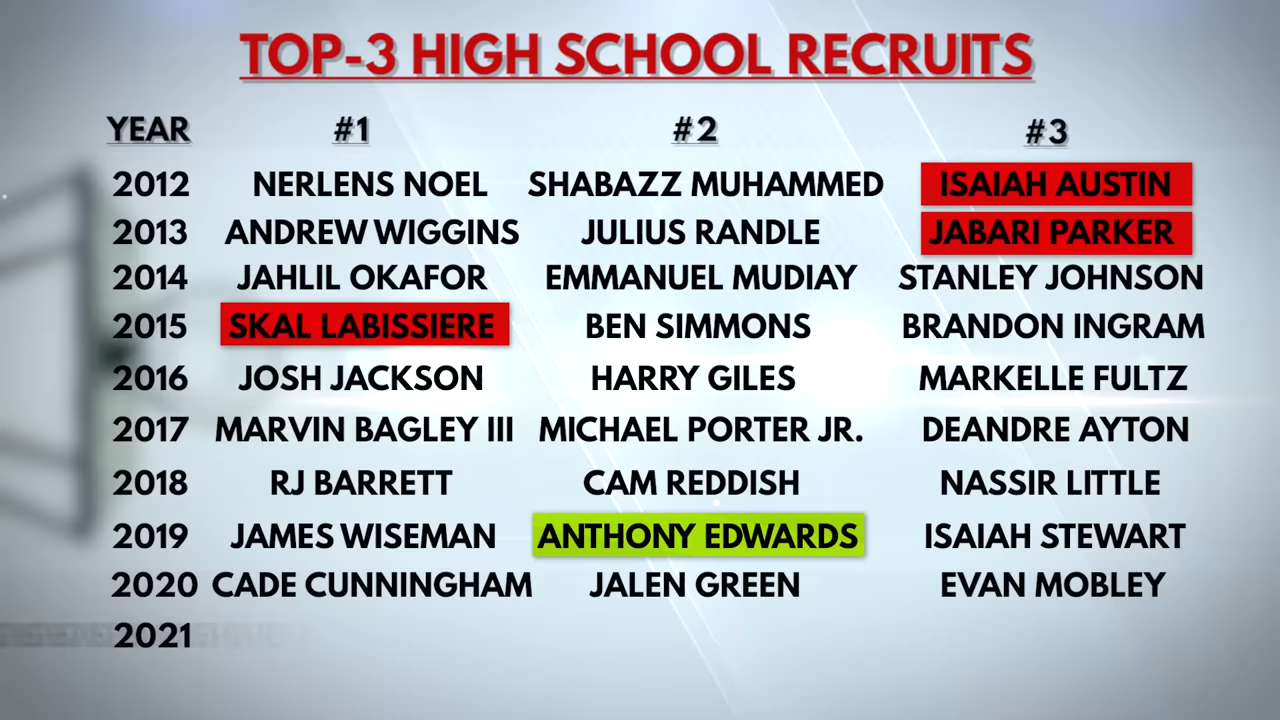 TOP-3 HIGH SCHOOL RECRUITS
YEAR #1 #2 #3
2012 NERLENS NOEL SHABAZZ MUHAMMED ISAIAH AUSTIN
2013 ANDREW WIGGINS JULIUS RANDLE JABARI PARKER
2014 JAHLIL OKAFOR EMMANUEL MUDIAY STANLEY JOHNSON
2015 SKAL LABISSIERE BEN SIMMONS BRANDON INGRAM
2016 JOSH JACKSON HARRY GILES MARKELLE FULTZ
2017 MARVIN BAGLEY III MICHAEL PORTER JR. DEANDRE AYTON
2018 RJ BARRETT CAM REDDISH NASSIR LITTLE
2019 JAMES WISEMAN ANTHONY EDWARDS ISAIAH STEWART
2020 CADE CUNNINGHAM JALEN GREEN EVAN MOBLEY
2021